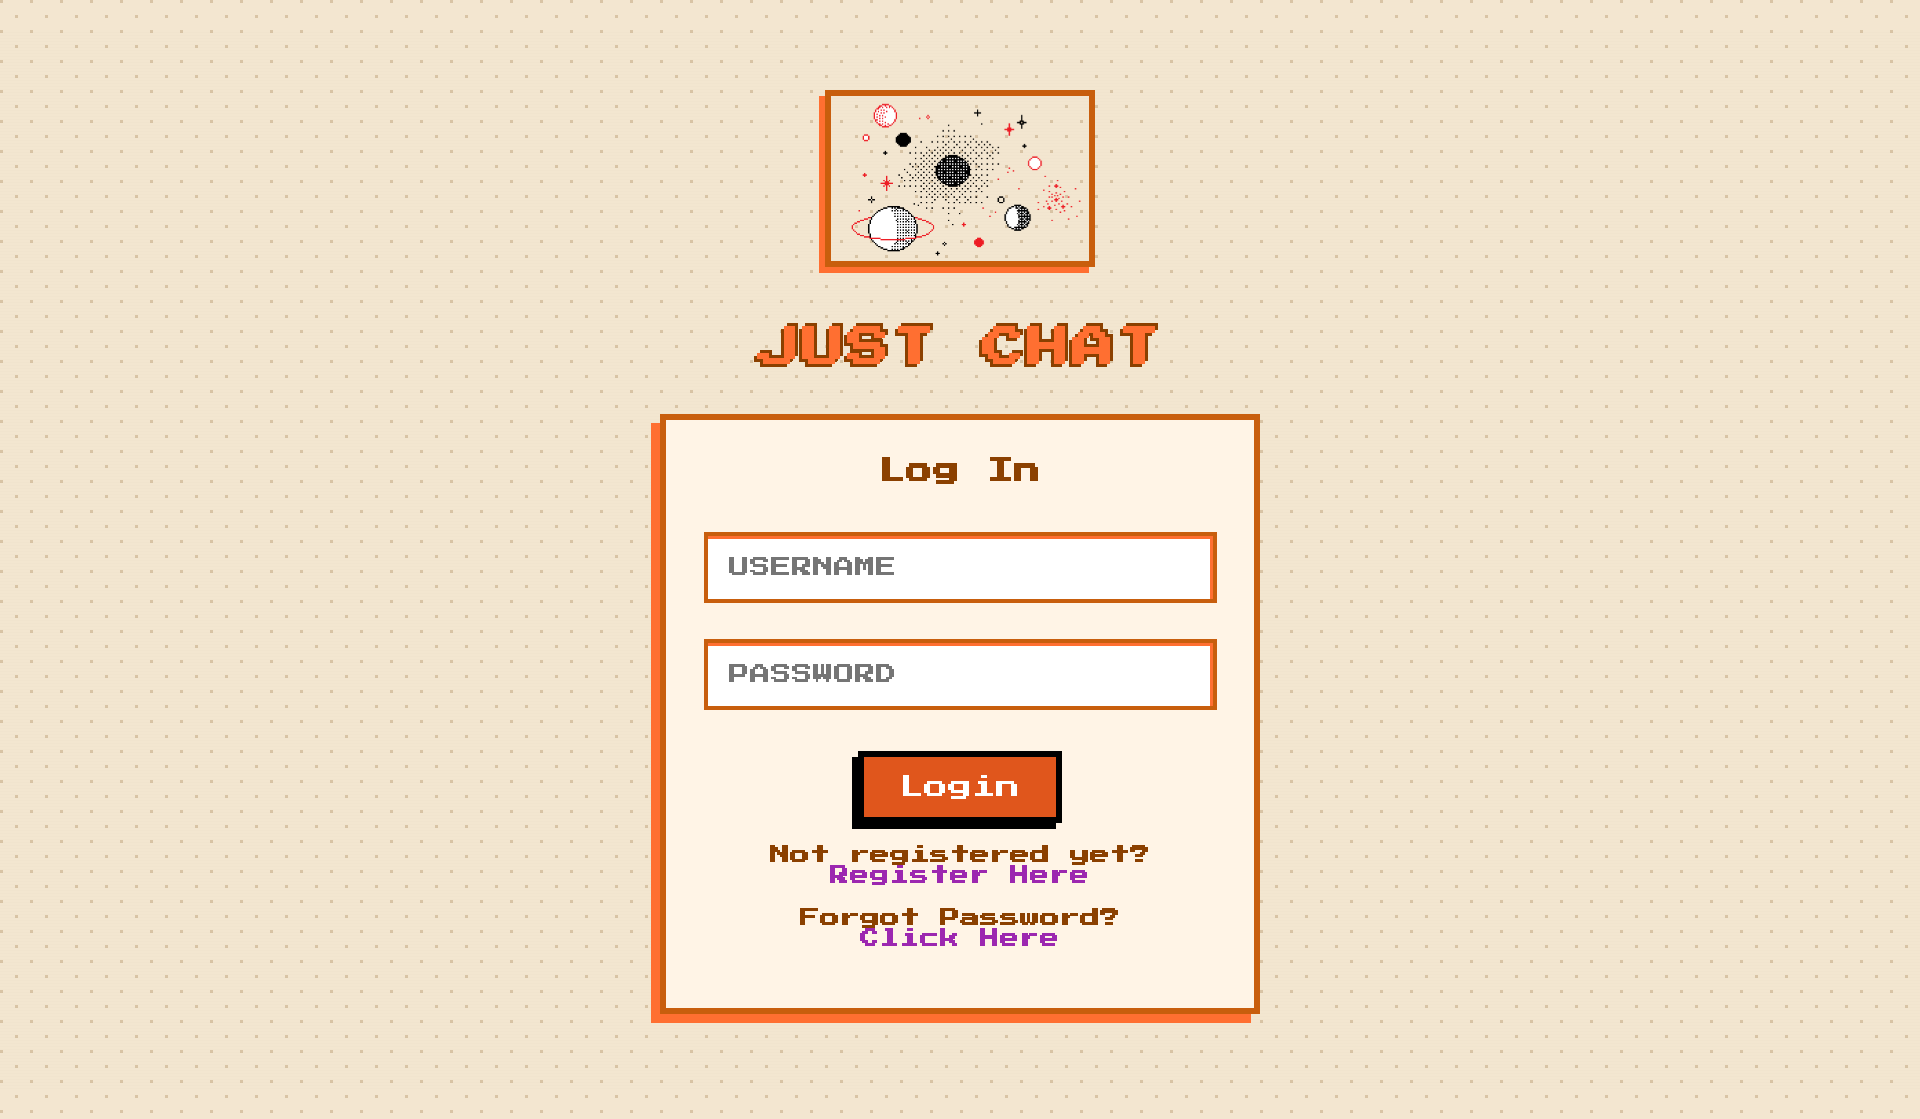 JUST CHAT
Log In
USERNAME
PASSWORD
Login
Not registered yet?
Register Here
Forgot Password?
Click Here